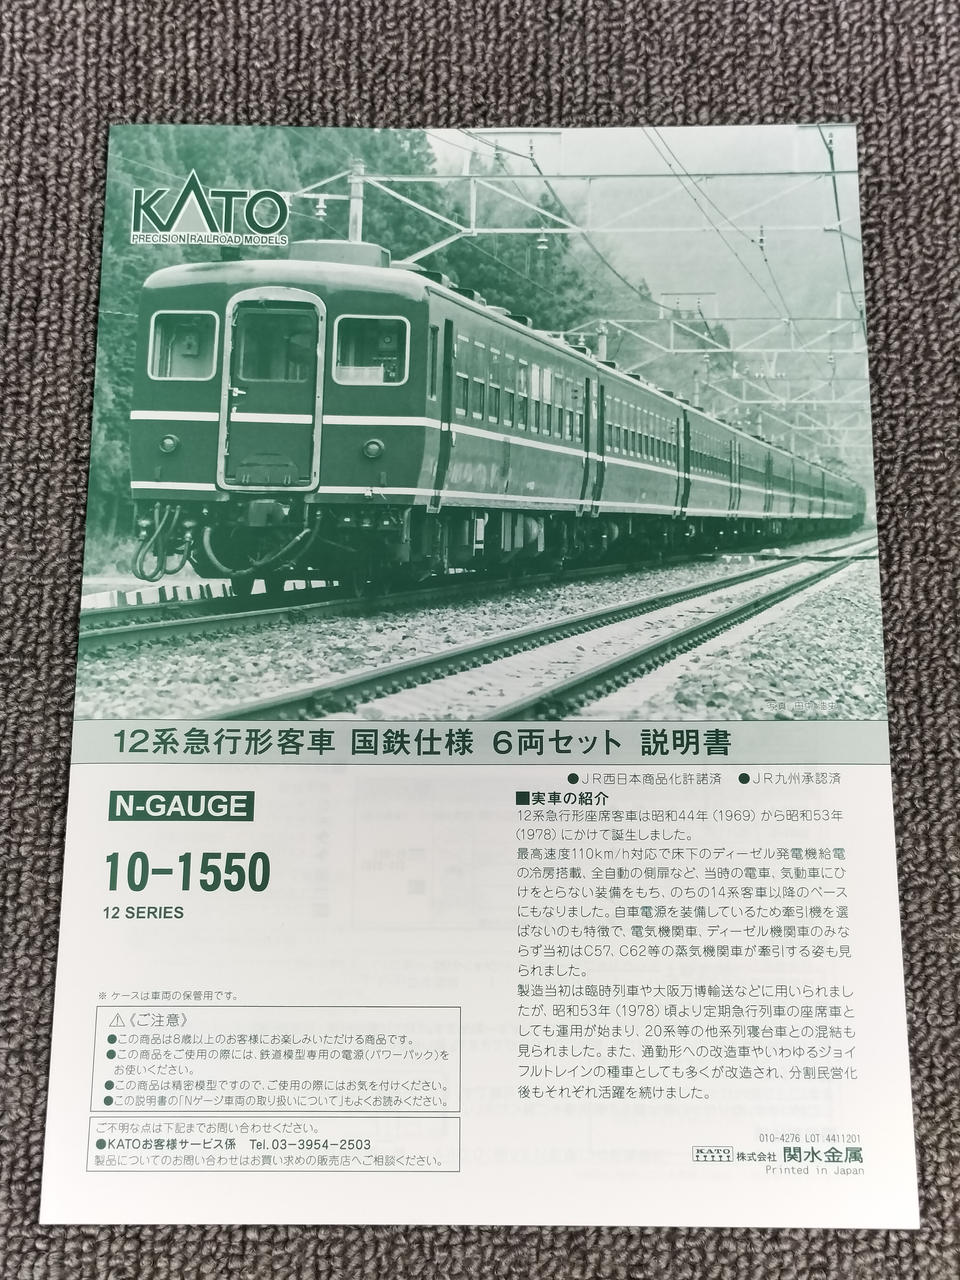 KATO
PRECISION RAILROAD MODELS
12系急行形客車 国鉄仕様 6両セット 説明書
●JR西日本商品化許諾済 ●JR九州承認済
N-GAUGE
10-1550
12 SERIES
■実車の紹介
12系急行形座席客車は昭和44年(1969)から昭和53年
(1978)にかけて誕生しました。
最高速度110km/h対応で床下のディーゼル発電機給電
の冷房搭載、全自動の側扉など、当時の電車、気動車にひ
けをとらない装備をもち、のちの14系客車以降のベース
にもなりました。自車電源を装備しているため牽引機を選
ばないのも特徴で、電気機関車、ディーゼル機関車のみな
らず当初はC57、C62等の蒸気機関車が牽引する姿も見
られました。
製造当初は臨時列車や大阪万博輸送などに用いられまし
たが、昭和53年(1978)頃より定期急行列車の座席車と
しても運用が始まり、20系等の他系列寝台車との混結も
見られました。また、通勤形への改造車やいわゆるジョイ
フルトレインの種車としても多くが改造され、分割民営化
後もそれぞれ活躍を続けました。
※ ケースは車両の保管用です。
⚠《ご注意》
●この商品は8歳以上のお客様にお楽しみいただける商品です。
●この商品をご使用の際には、鉄道模型専用の電源(パワーパック)を
お使いください。
●この商品は精密模型ですので、ご使用の際にはお気を付けください。
●この説明書の「Nゲージ車両の取り扱いについて」もよくお読みください。
ご不明な点は下記までお問い合わせください。
●KATOお客様サービス係 Tel.03-3954-2503
製品についてのお問い合わせはお買い求めの販売店へご相談ください。
010-4276 LOT:4411201
KATO 株式会社 関水金属
Printed in Japan